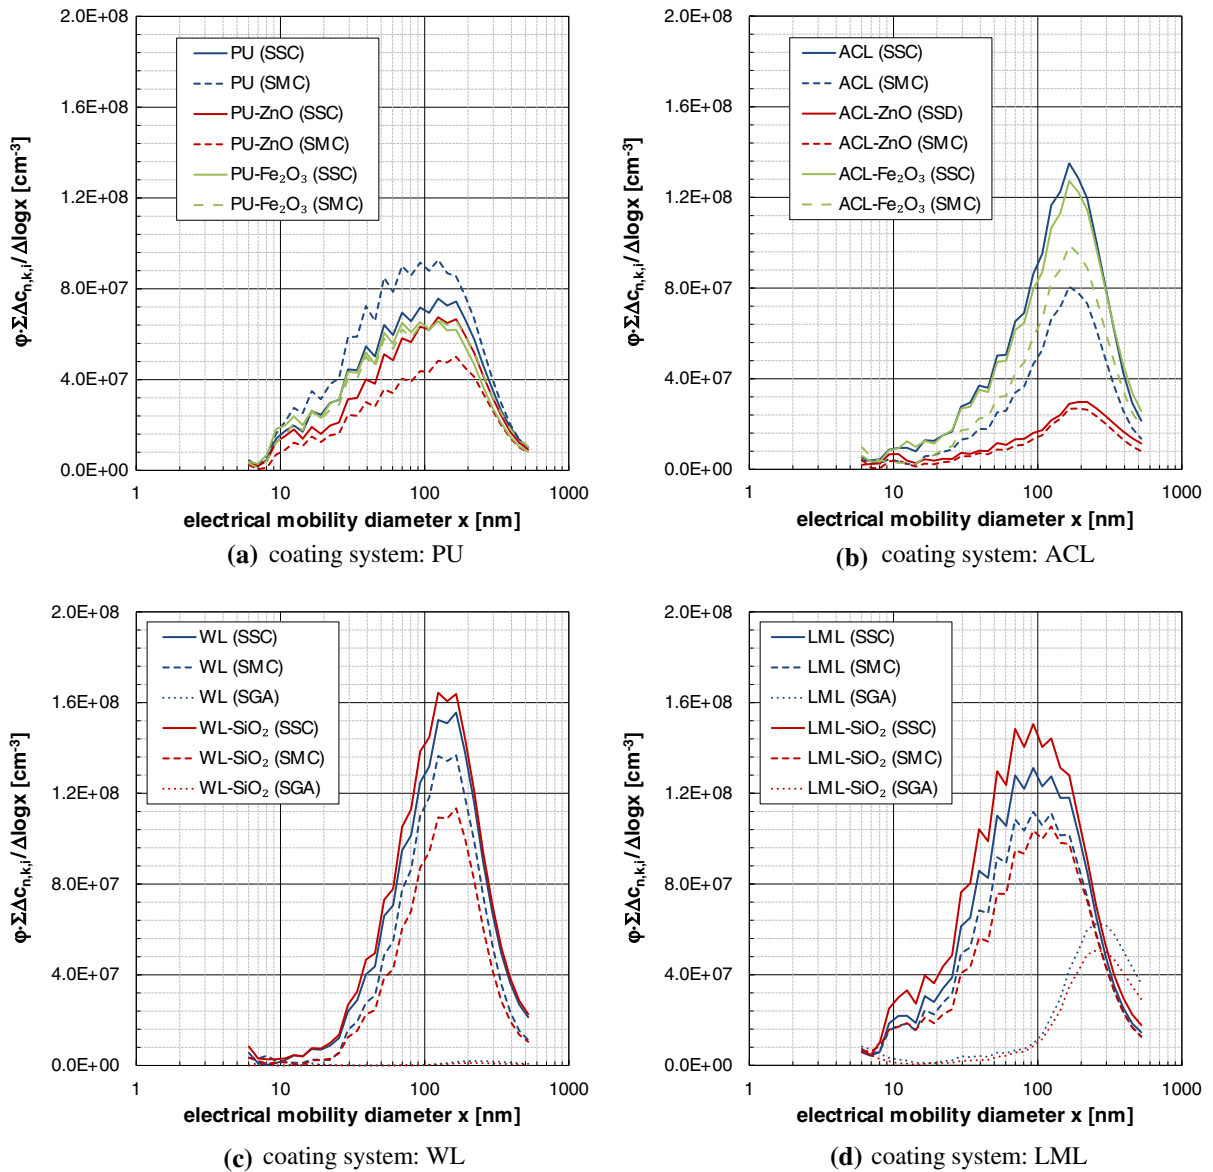 2.0E+08
1.6E+08
1.2E+08
8.0E+07
4.0E+07
0.0E+00
φ·ΣΔc n,k,i / Δlogx [cm-3]
PU (SSC)
PU (SMC)
PU-ZnO (SSC)
PU-ZnO (SMC)
PU-Fe₂O₃ (SSC)
PU-Fe₂O₃ (SMC)
1 10 100 1000
electrical mobility diameter x [nm]
(a) coating system: PU
2.0E+08
1.6E+08
1.2E+08
8.0E+07
4.0E+07
0.0E+00
φ·ΣΔc n,k,i / Δlogx [cm-3]
ACL (SSC)
ACL (SMC)
ACL-ZnO (SSD)
ACL-ZnO (SMC)
ACL-Fe₂O₃ (SSC)
ACL-Fe₂O₃ (SMC)
1 10 100 1000
electrical mobility diameter x [nm]
(b) coating system: ACL
2.0E+08
1.6E+08
1.2E+08
8.0E+07
4.0E+07
0.0E+00
φ·ΣΔc n,k,i / Δlogx [cm-3]
WL (SSC)
WL (SMC)
WL (SGA)
WL-SiO₂ (SSC)
WL-SiO₂ (SMC)
WL-SiO₂ (SGA)
1 10 100 1000
electrical mobility diameter x [nm]
(c) coating system: WL
2.0E+08
1.6E+08
1.2E+08
8.0E+07
4.0E+07
0.0E+00
φ·ΣΔc n,k,i / Δlogx [cm-3]
LML (SSC)
LML (SMC)
LML (SGA)
LML-SiO₂ (SSC)
LML-SiO₂ (SMC)
LML-SiO₂ (SGA)
1 10 100 1000
electrical mobility diameter x [nm]
(d) coating system: LML